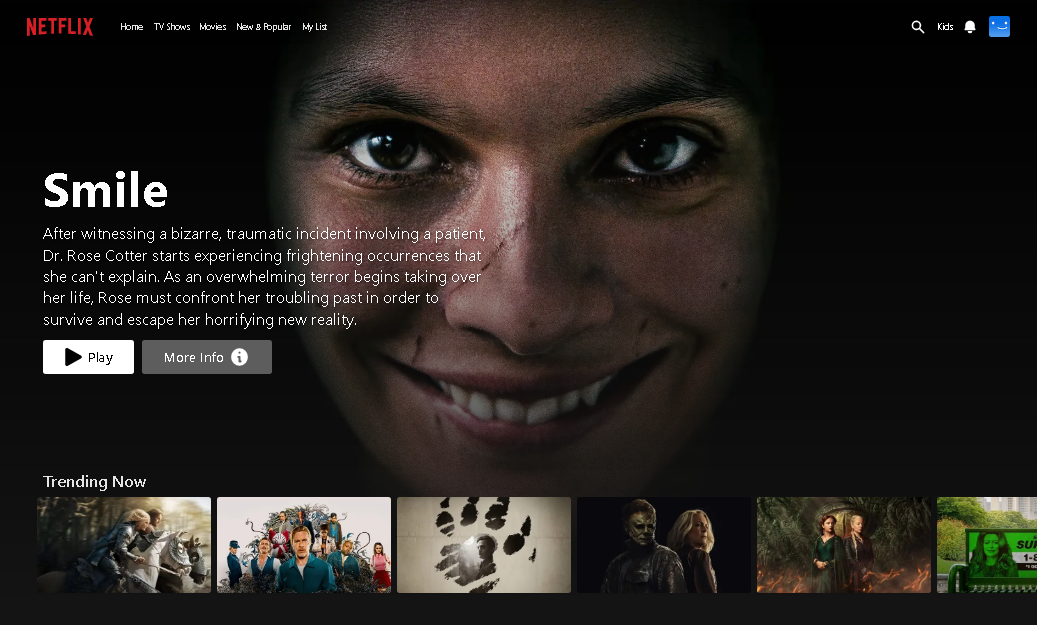 NETFLIX Home TV Shows Movies New & Popular My List Kids
Smile
After witnessing a bizarre, traumatic incident involving a patient,
Dr. Rose Cotter starts experiencing frightening occurrences that
she can't explain. As an overwhelming terror begins taking over
her life, Rose must confront her troubling past in order to
survive and escape her horrifying new reality.
Play More Info
Trending Now
1-8